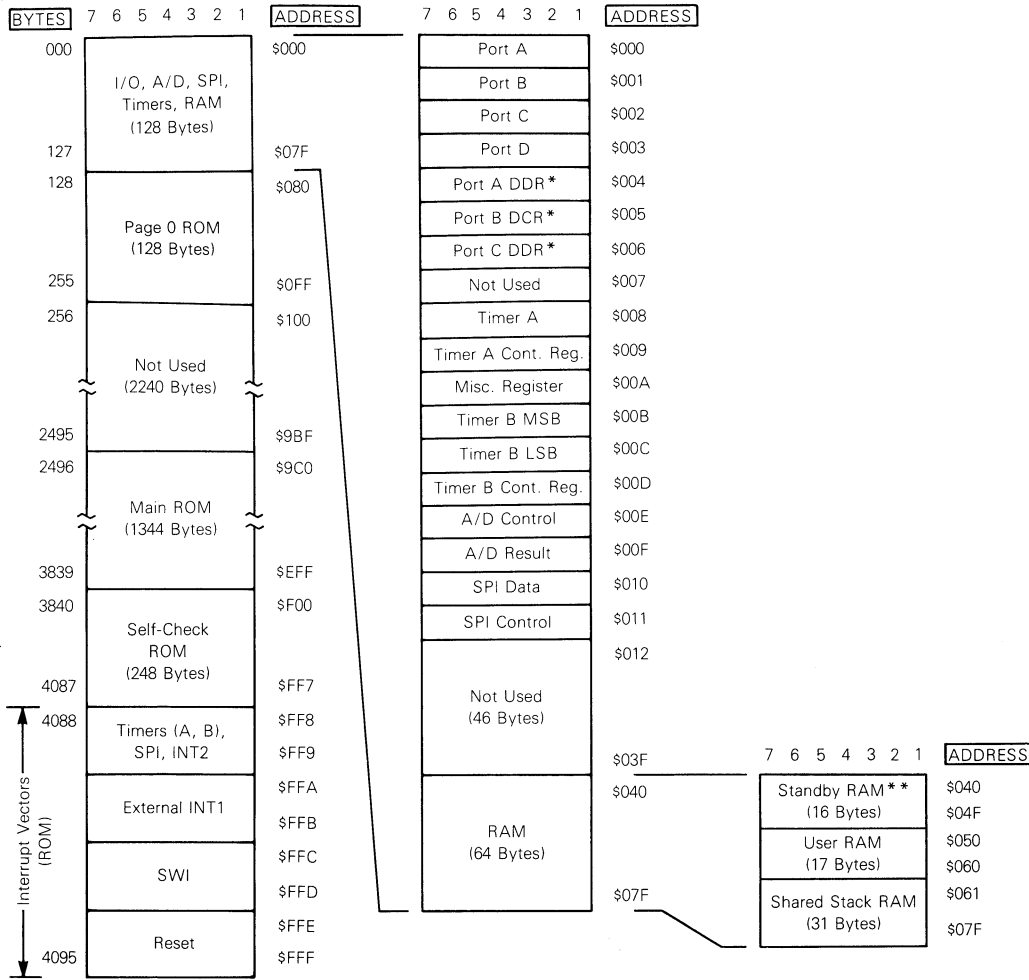 BYTES 7 6 5 4 3 2 1 ADDRESS
000 $000
I/O, A/D, SPI,
Timers, RAM
(128 Bytes)
127 $07F
128 $080
Page 0 ROM
(128 Bytes)
255 $0FF
256 $100
Not Used
(2240 Bytes)
2495 $9BF
2496 $9C0
Main ROM
(1344 Bytes)
3839 $EFF
3840 $F00
Self-Check
ROM
(248 Bytes)
4087 $FF7
4088 $FF8
Timers (A, B),
SPI, INT2
$FF9
$FFA
External INT1
$FFB
$FFC
SWI
$FFD
$FFE
Reset
4095 $FFF
Interrupt Vectors
(ROM)
7 6 5 4 3 2 1 ADDRESS
Port A $000
Port B $001
Port C $002
Port D $003
Port A DDR* $004
Port B DCR* $005
Port C DDR* $006
Not Used $007
Timer A $008
Timer A Cont. Reg. $009
Misc. Register $00A
Timer B MSB $00B
Timer B LSB $00C
Timer B Cont. Reg. $00D
A/D Control $00E
A/D Result $00F
SPI Data $010
SPI Control $011
$012
Not Used
(46 Bytes)
$03F
$040
RAM
(64 Bytes)
$07F
7 6 5 4 3 2 1 ADDRESS
Standby RAM** $040
(16 Bytes) $04F
User RAM $050
(17 Bytes) $060
$061
Shared Stack RAM
(31 Bytes)
$07F